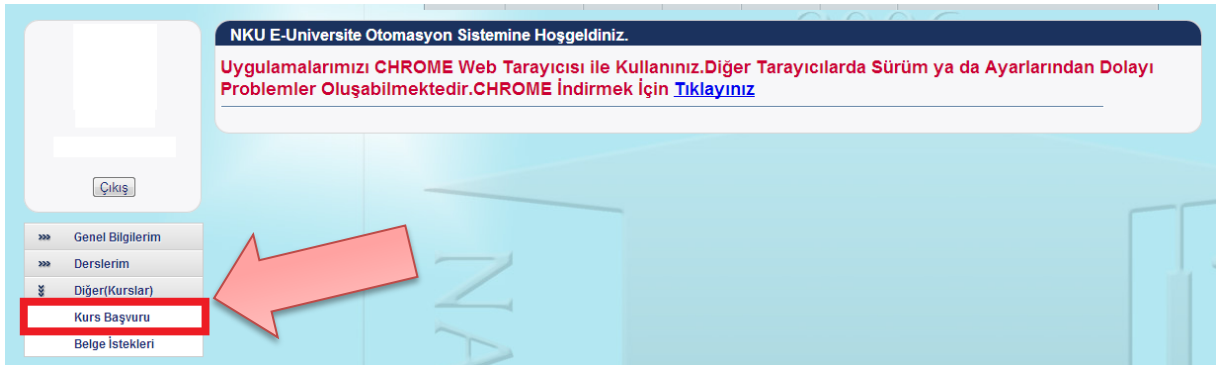 NKU E-Universite Otomasyon Sistemine Hoşgeldiniz.
Uygulamalarımızı CHROME Web Tarayıcısı ile Kullanınız.Diğer Tarayıcılarda Sürüm ya da Ayarlarından Dolayı
Problemler Oluşabilmektedir.CHROME İndirmek İçin Tıklayınız
Çıkış
Genel Bilgilerim
Derslerim
Diğer(Kurslar)
Kurs Başvuru
Belge İstekleri
NA